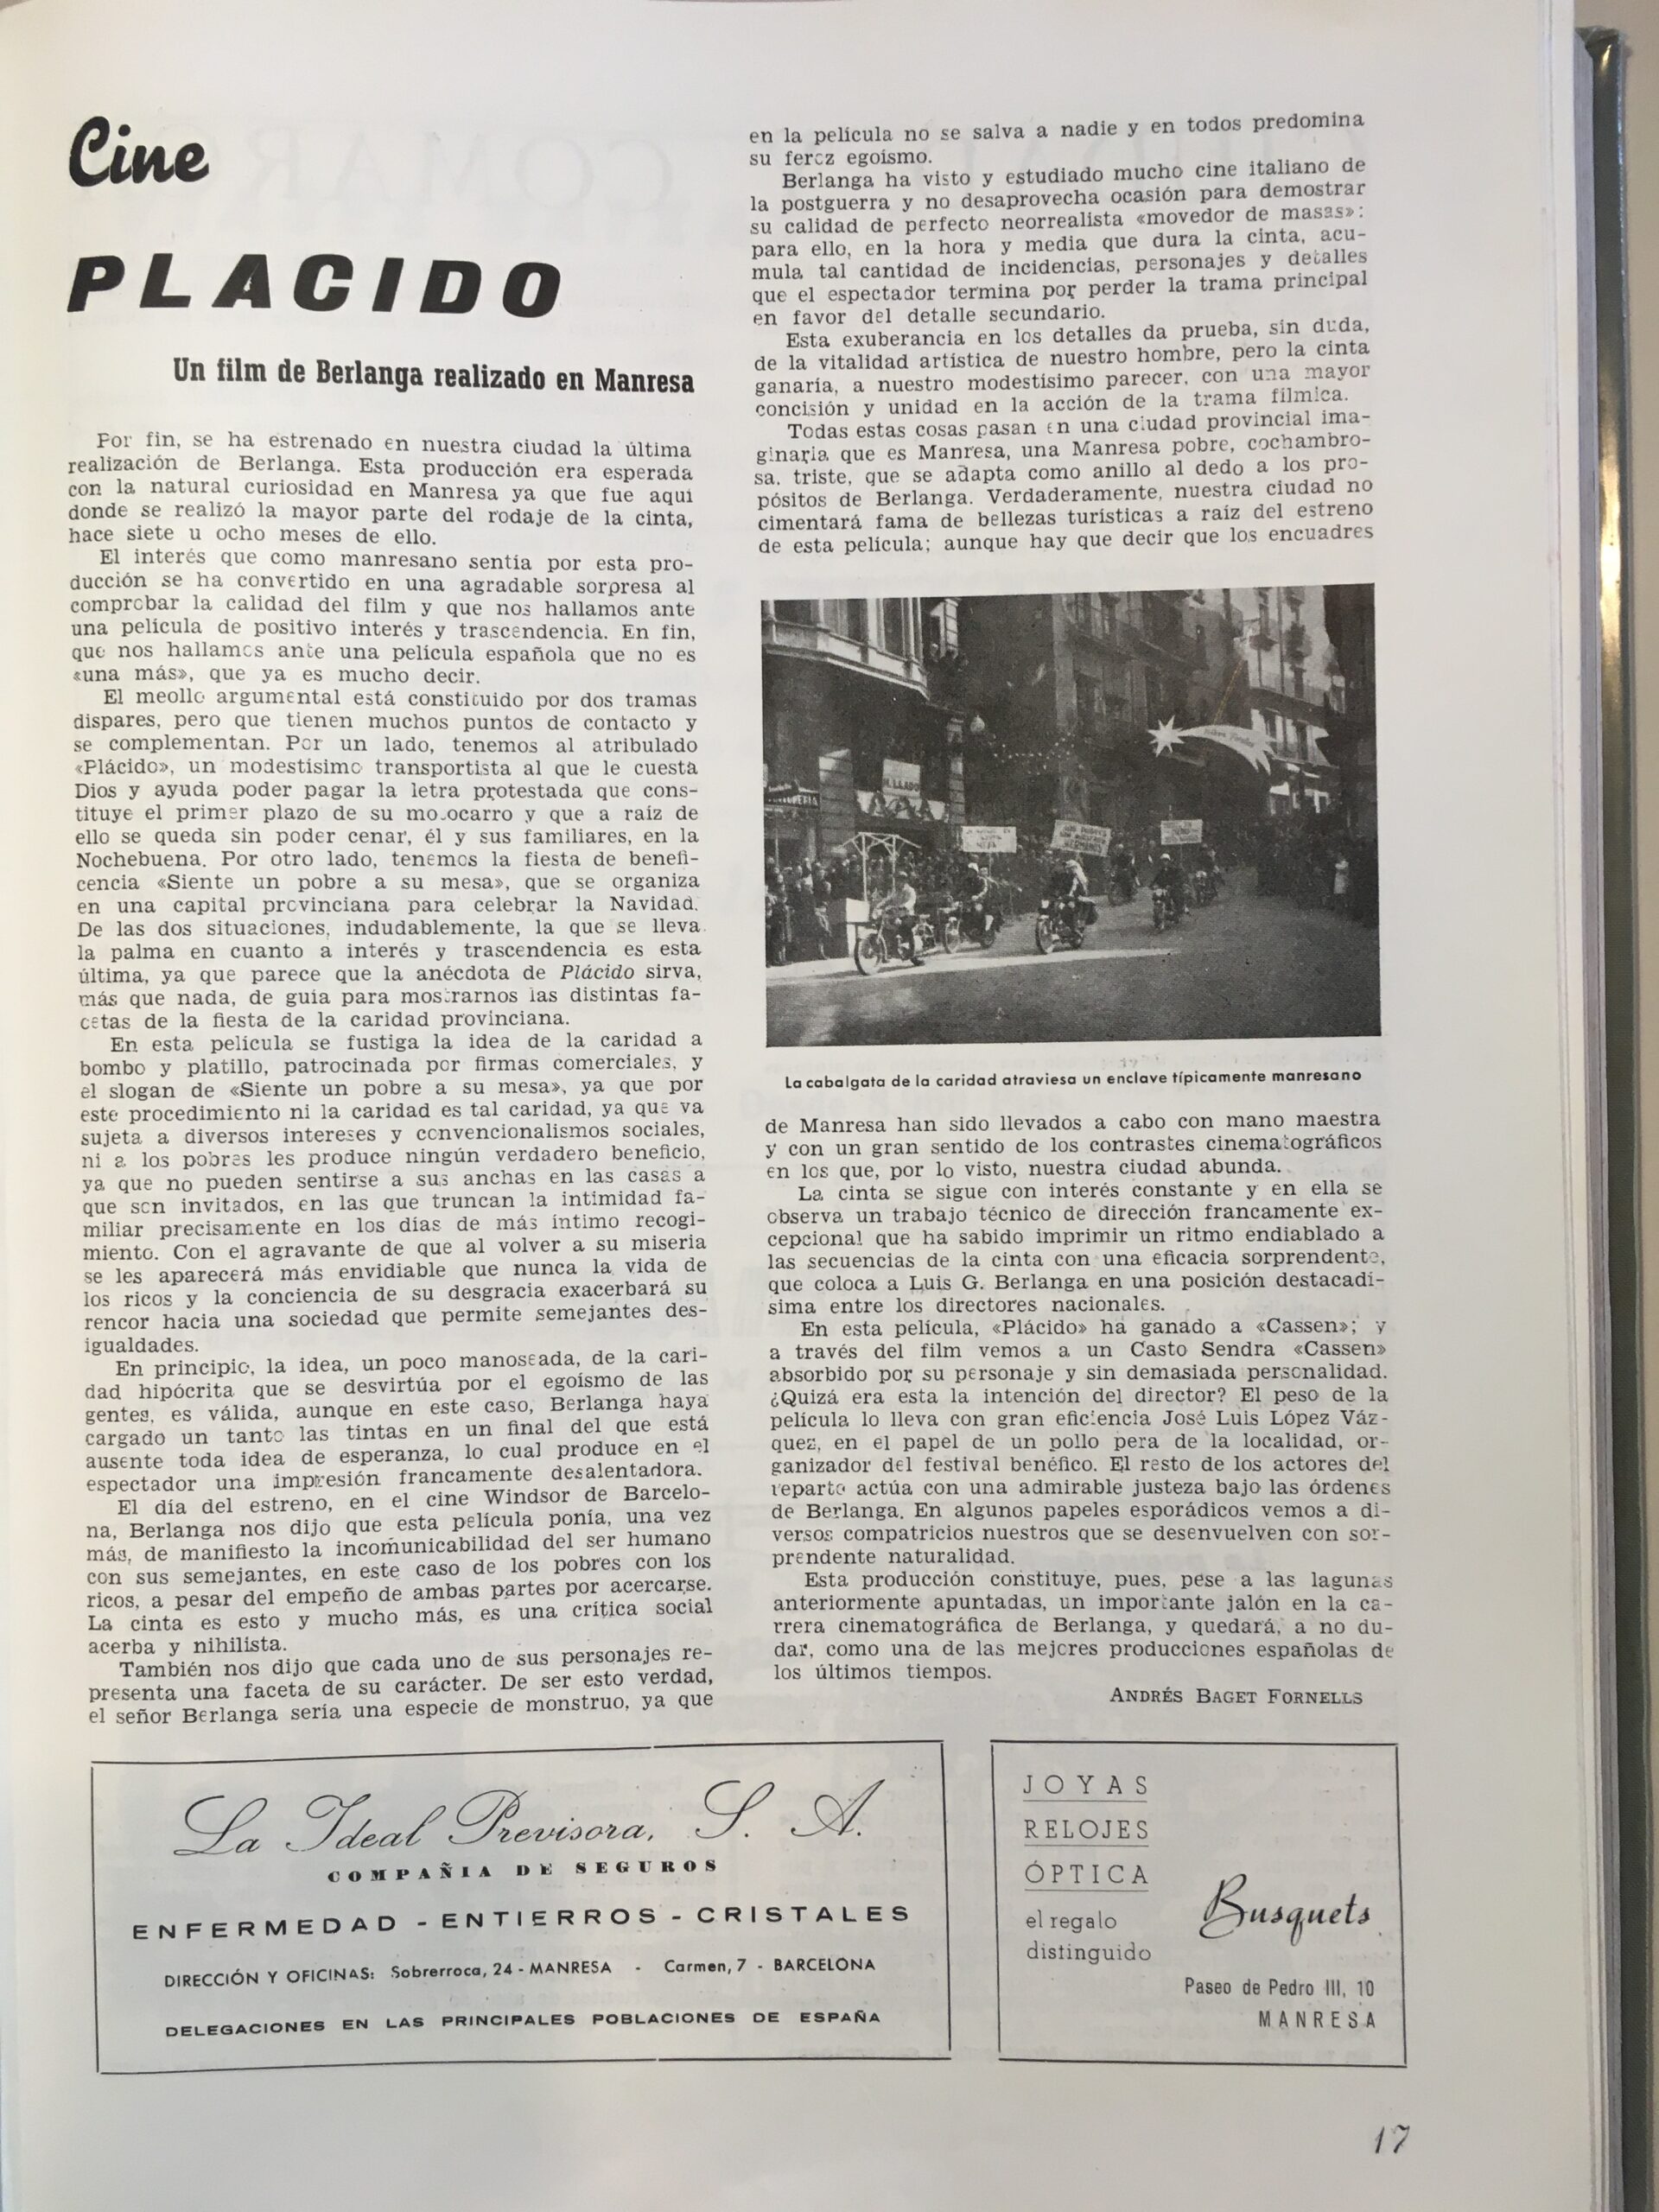 Cine
PLACIDO
Un film de Berlanga realizado en Manresa
Por fin, se ha estrenado en nuestra ciudad la última
realización de Berlanga. Esta producción era esperada
con la natural curiosidad en Manresa ya que fue aquí
donde se realizó la mayor parte del rodaje de la cinta,
hace siete u ocho meses de ello.
El interés que como manresano sentía por esta pro-
ducción se ha convertido en una agradable sorpresa al
comprobar la calidad del film y que nos hallamos ante
una película de positivo interés y trascendencia. En fin,
que nos hallamos ante una película española que no es
«una más», que ya es mucho decir.
El meollo argumental está constituido por dos tramas
dispares, pero que tienen muchos puntos de contacto y
se complementan. Por un lado, tenemos al atribulado
«Plácido», un modestísimo transportista al que le cuesta
Dios y ayuda poder pagar la letra protestada que cons-
tituye el primer plazo de su motocarro y que a raíz de
ello se queda sin poder cenar, él y sus familiares, en la
Nochebuena. Por otro lado, tenemos la fiesta de benefi-
cencia «Siente un pobre a su mesa», que se organiza
en una capital provinciana para celebrar la Navidad.
De las dos situaciones, indudablemente, la que se lleva
la palma en cuanto a interés y trascendencia es esta
última, ya que parece que la anécdota de Plácido sirva,
más que nada, de guía para mostrarnos las distintas fa-
cetas de la fiesta de la caridad provinciana.
En esta película se fustiga la idea de la caridad a
bombo y platillo, patrocinada por firmas comerciales, y
el slogan de «Siente un pobre a su mesa», ya que por
este procedimiento ni la caridad es tal caridad, ya que va
sujeta a diversos intereses y convencionalismos sociales,
ni a los pobres les produce ningún verdadero beneficio,
ya que no pueden sentirse a sus anchas en las casas a
que son invitados, en las que truncan la intimidad fa-
miliar precisamente en los días de más íntimo recogi-
miento. Con el agravante de que al volver a su miseria
se les aparecerá más envidiable que nunca la vida de
los ricos y la conciencia de su desgracia exacerbará su
rencor hacia una sociedad que permite semejantes des-
igualdades.
En principio, la idea, un poco manoseada, de la cari-
dad hipócrita que se desvirtúa por el egoísmo de las
gentes, es válida, aunque en este caso, Berlanga haya
cargado un tanto las tintas en un final del que está
ausente toda idea de esperanza, lo cual produce en el
espectador una impresión francamente desalentadora.
El día del estreno, en el cine Windsor de Barcelo-
na, Berlanga nos dijo que esta película ponía, una vez
más, de manifiesto la incomunicabilidad del ser humano
con sus semejantes, en este caso de los pobres con los
ricos, a pesar del empeño de ambas partes por acercarse.
La cinta es esto y mucho más, es una crítica social
acerba y nihilista.
También nos dijo que cada uno de sus personajes re-
presenta una faceta de su carácter. De ser esto verdad,
el señor Berlanga sería una especie de monstruo, ya que
en la película no se salva a nadie y en todos predomina
su feroz egoísmo.
Berlanga ha visto y estudiado mucho cine italiano de
la postguerra y no desaprovecha ocasión para demostrar
su calidad de perfecto neorrealista «movedor de masas»:
para ello, en la hora y media que dura la cinta, acu-
mula tal cantidad de incidencias, personajes y detalles
que el espectador termina por perder la trama principal
en favor del detalle secundario.
Esta exuberancia en los detalles da prueba, sin duda,
de la vitalidad artística de nuestro hombre, pero la cinta
ganaría, a nuestro modestísimo parecer, con una mayor
concisión y unidad en la acción de la trama fílmica.
Todas estas cosas pasan en una ciudad provincial ima-
ginaria que es Manresa, una Manresa pobre, cochambro-
sa, triste, que se adapta como anillo al dedo a los pro-
pósitos de Berlanga. Verdaderamente, nuestra ciudad no
cimentará fama de bellezas turísticas a raíz del estreno
de esta película; aunque hay que decir que los encuadres
M. LLADO
La cabalgata de la caridad atraviesa un enclave típicamente manresano
de Manresa han sido llevados a cabo con mano maestra
y con un gran sentido de los contrastes cinematográficos
en los que, por lo visto, nuestra ciudad abunda.
La cinta se sigue con interés constante y en ella se
observa un trabajo técnico de dirección francamente ex-
cepcional que ha sabido imprimir un ritmo endiablado a
las secuencias de la cinta con una eficacia sorprendente,
que coloca a Luis G. Berlanga en una posición destacadí-
sima entre los directores nacionales.
En esta película, «Plácido» ha ganado a «Cassen»; y
a través del film vemos a un Casto Sendra «Cassen»
absorbido por su personaje y sin demasiada personalidad.
¿Quizá era esta la intención del director? El peso de la
película lo lleva con gran eficiencia José Luis López Váz-
quez, en el papel de un pollo pera de la localidad, or-
ganizador del festival benéfico. El resto de los actores del
reparto actúa con una admirable justeza bajo las órdenes
de Berlanga. En algunos papeles esporádicos vemos a di-
versos compatricios nuestros que se desenvuelven con sor-
prendente naturalidad.
Esta producción constituye, pues, pese a las lagunas
anteriormente apuntadas, un importante jalón en la ca-
rrera cinematográfica de Berlanga, y quedará, a no du-
dar, como una de las mejores producciones españolas de
los últimos tiempos.
ANDRÉS BAGET FORNELLS
La Ideal Previsora, S. A.
COMPAÑIA DE SEGUROS
ENFERMEDAD - ENTIERROS - CRISTALES
DIRECCIÓN Y OFICINAS: Sobrerroca, 24 - MANRESA - Carmen, 7 - BARCELONA
DELEGACIONES EN LAS PRINCIPALES POBLACIONES DE ESPAÑA
JOYAS
RELOJES
ÓPTICA
el regalo
distinguido
Busquets
Paseo de Pedro III, 10
MANRESA
17